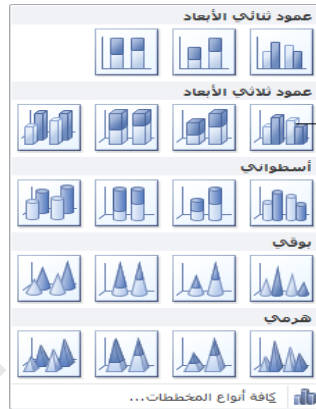 عمود ثنائي الأبعاد
عمود ثلاثي الأبعاد
أسطواني
بوقي
هرمي
كافة أنواع المخططات...